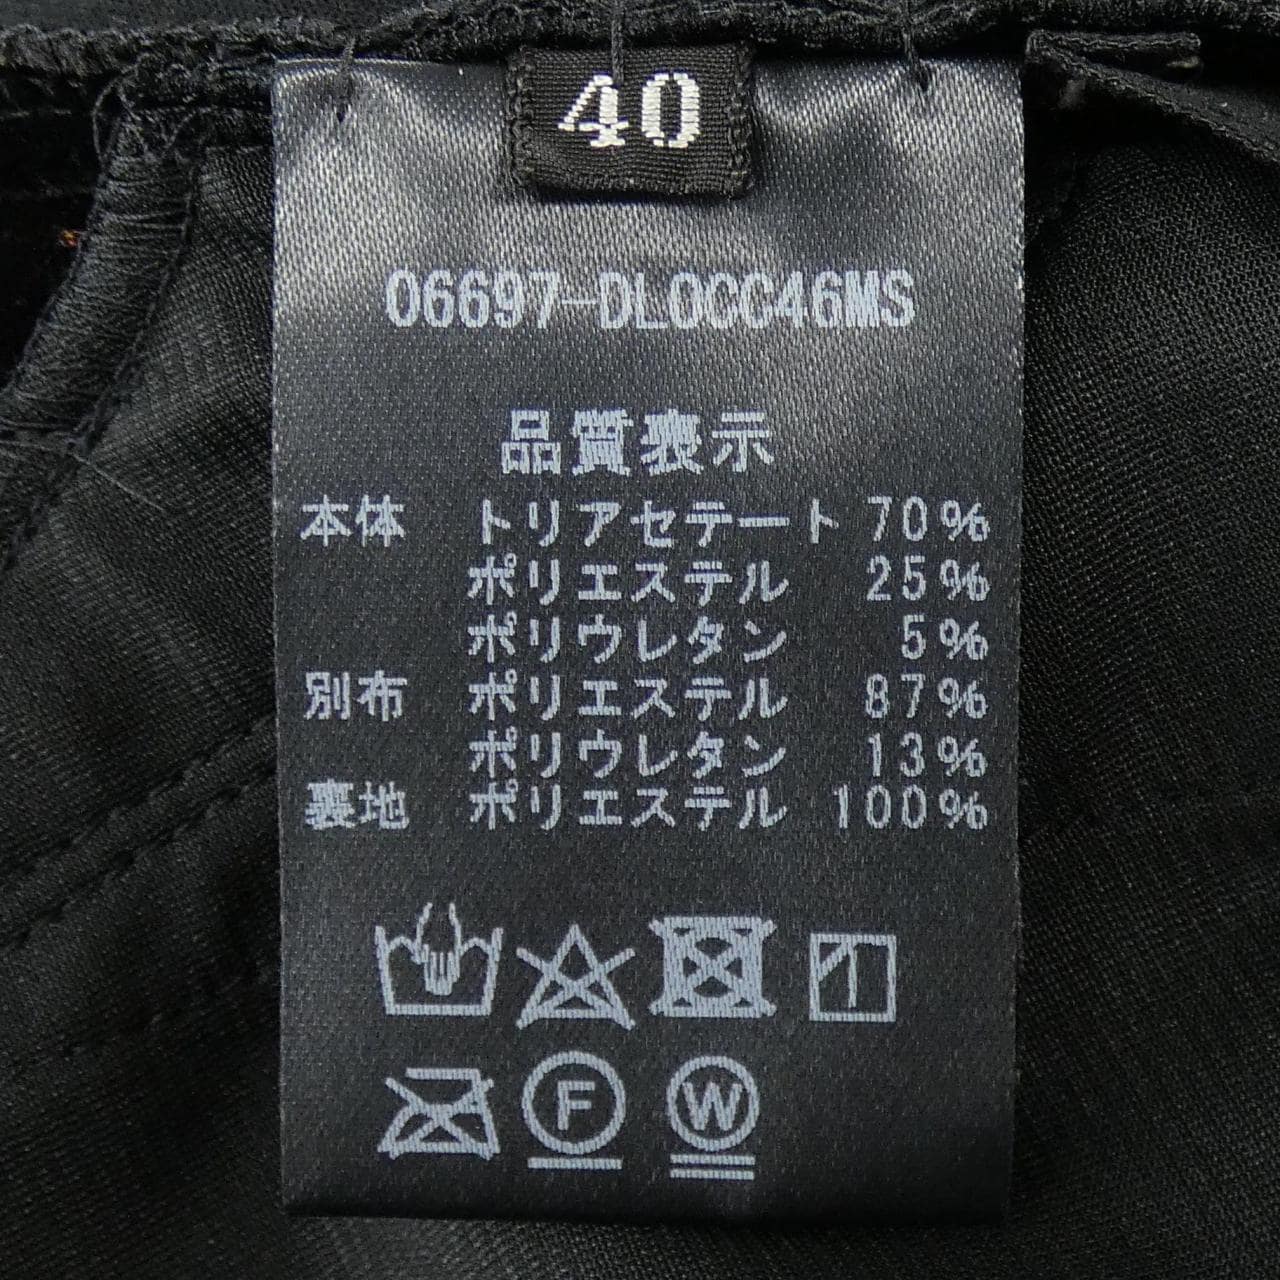 40
06697-DL0CC46MS
品質表示
本体 トリアセテート 70%
ポリエステル 25%
ポリウレタン 5%
別布 ポリエステル 87%
ポリウレタン 13%
裏地 ポリエステル 100%
F W